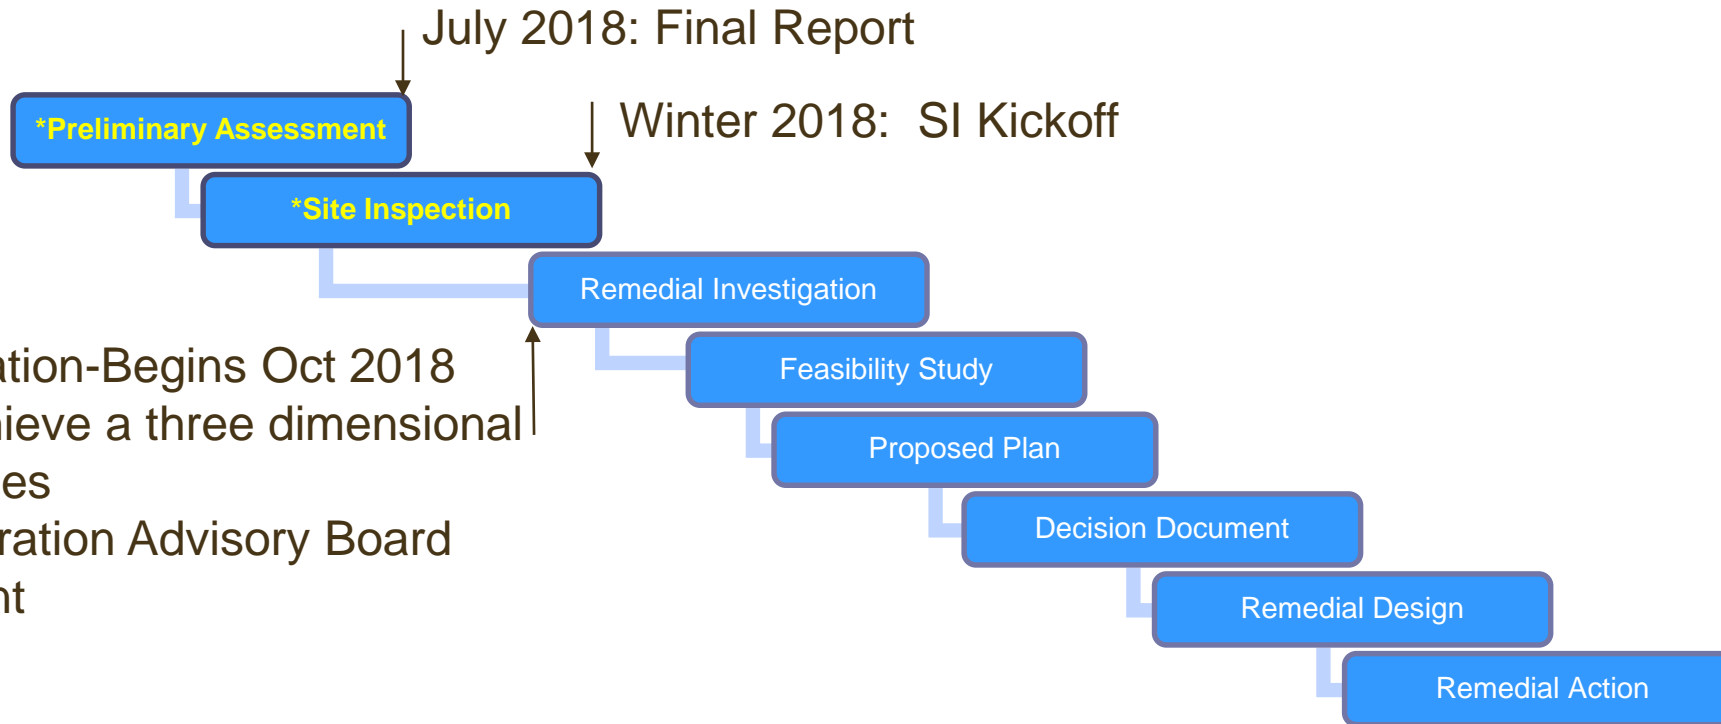 July 2018: Final Report
*Preliminary Assessment
Winter 2018: SI Kickoff
*Site Inspection
Remedial Investigation
ation-Begins Oct 2018
Feasibility Study
hieve a three dimensional
Proposed Plan
es
ration Advisory Board
Decision Document
nt
Remedial Design
Remedial Action